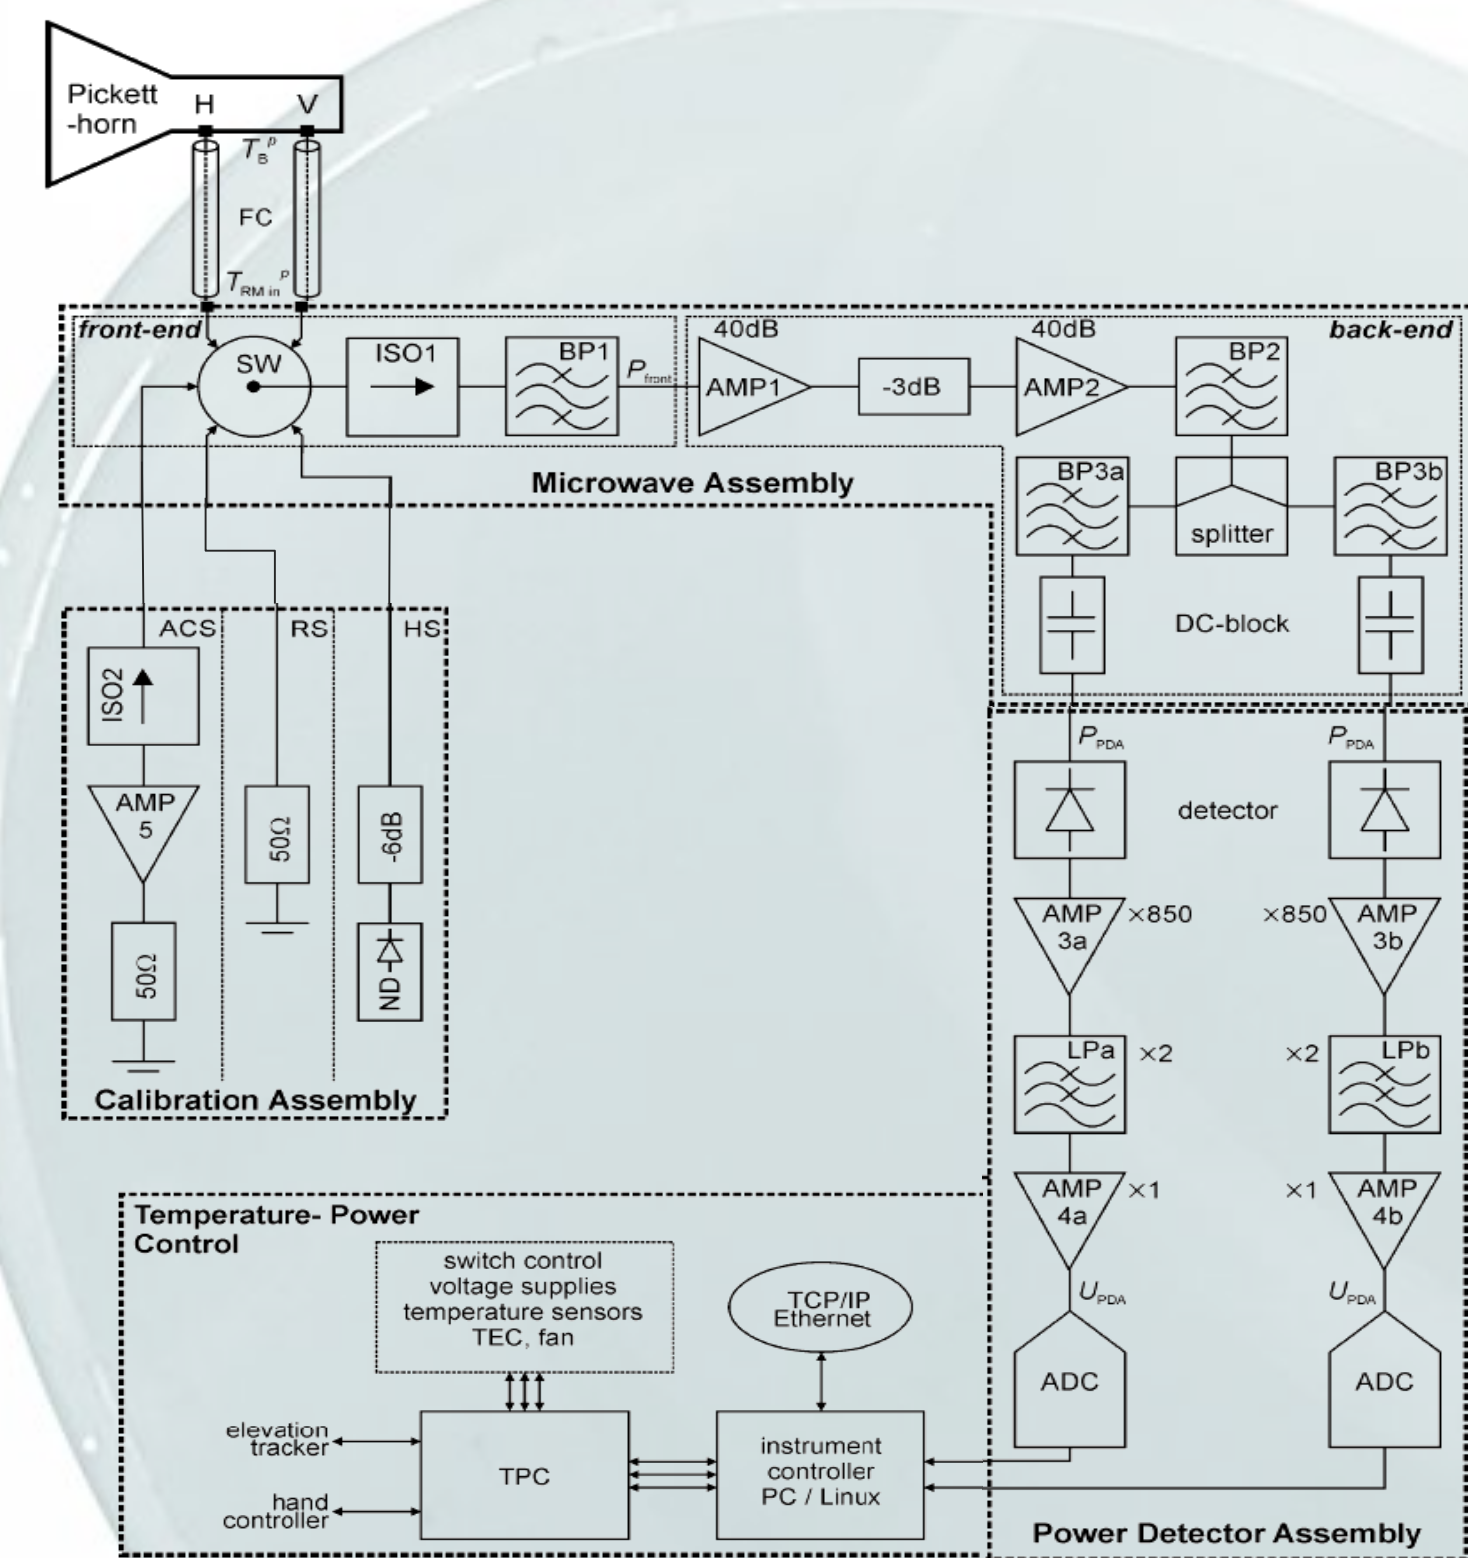 Pickett
-horn
H
V
T_B^p
FC
T_RM in^p
front-end
SW
ISO1
BP1
P_front
40dB
AMP1
-3dB
40dB
AMP2
BP2
back-end
Microwave Assembly
BP3a
splitter
BP3b
DC-block
ACS
RS
HS
ISO2
AMP
5
50Ω
50Ω
-6dB
ND
Calibration Assembly
P_PDA
P_PDA
detector
AMP
3a
×850
×850
AMP
3b
LPa
×2
×2
LPb
AMP
4a
×1
×1
AMP
4b
U_PDA
U_PDA
ADC
ADC
Power Detector Assembly
Temperature- Power
Control
switch control
voltage supplies
temperature sensors
TEC, fan
TCP/IP
Ethernet
elevation
tracker
hand
controller
TPC
instrument
controller
PC / Linux